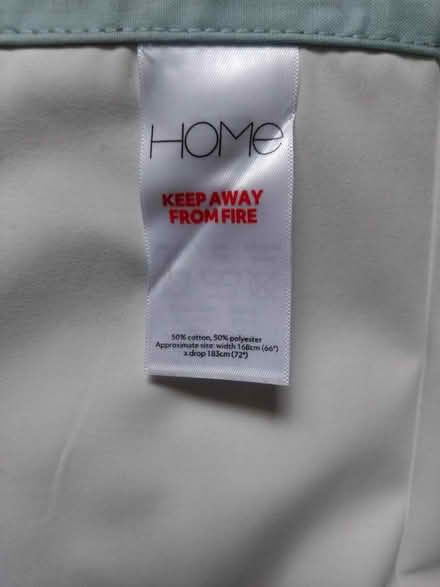 HOMe
KEEP AWAY
FROM FIRE
50% cotton, 50% polyester
Approximate size: width 168cm (66")
x drop 183cm (72")